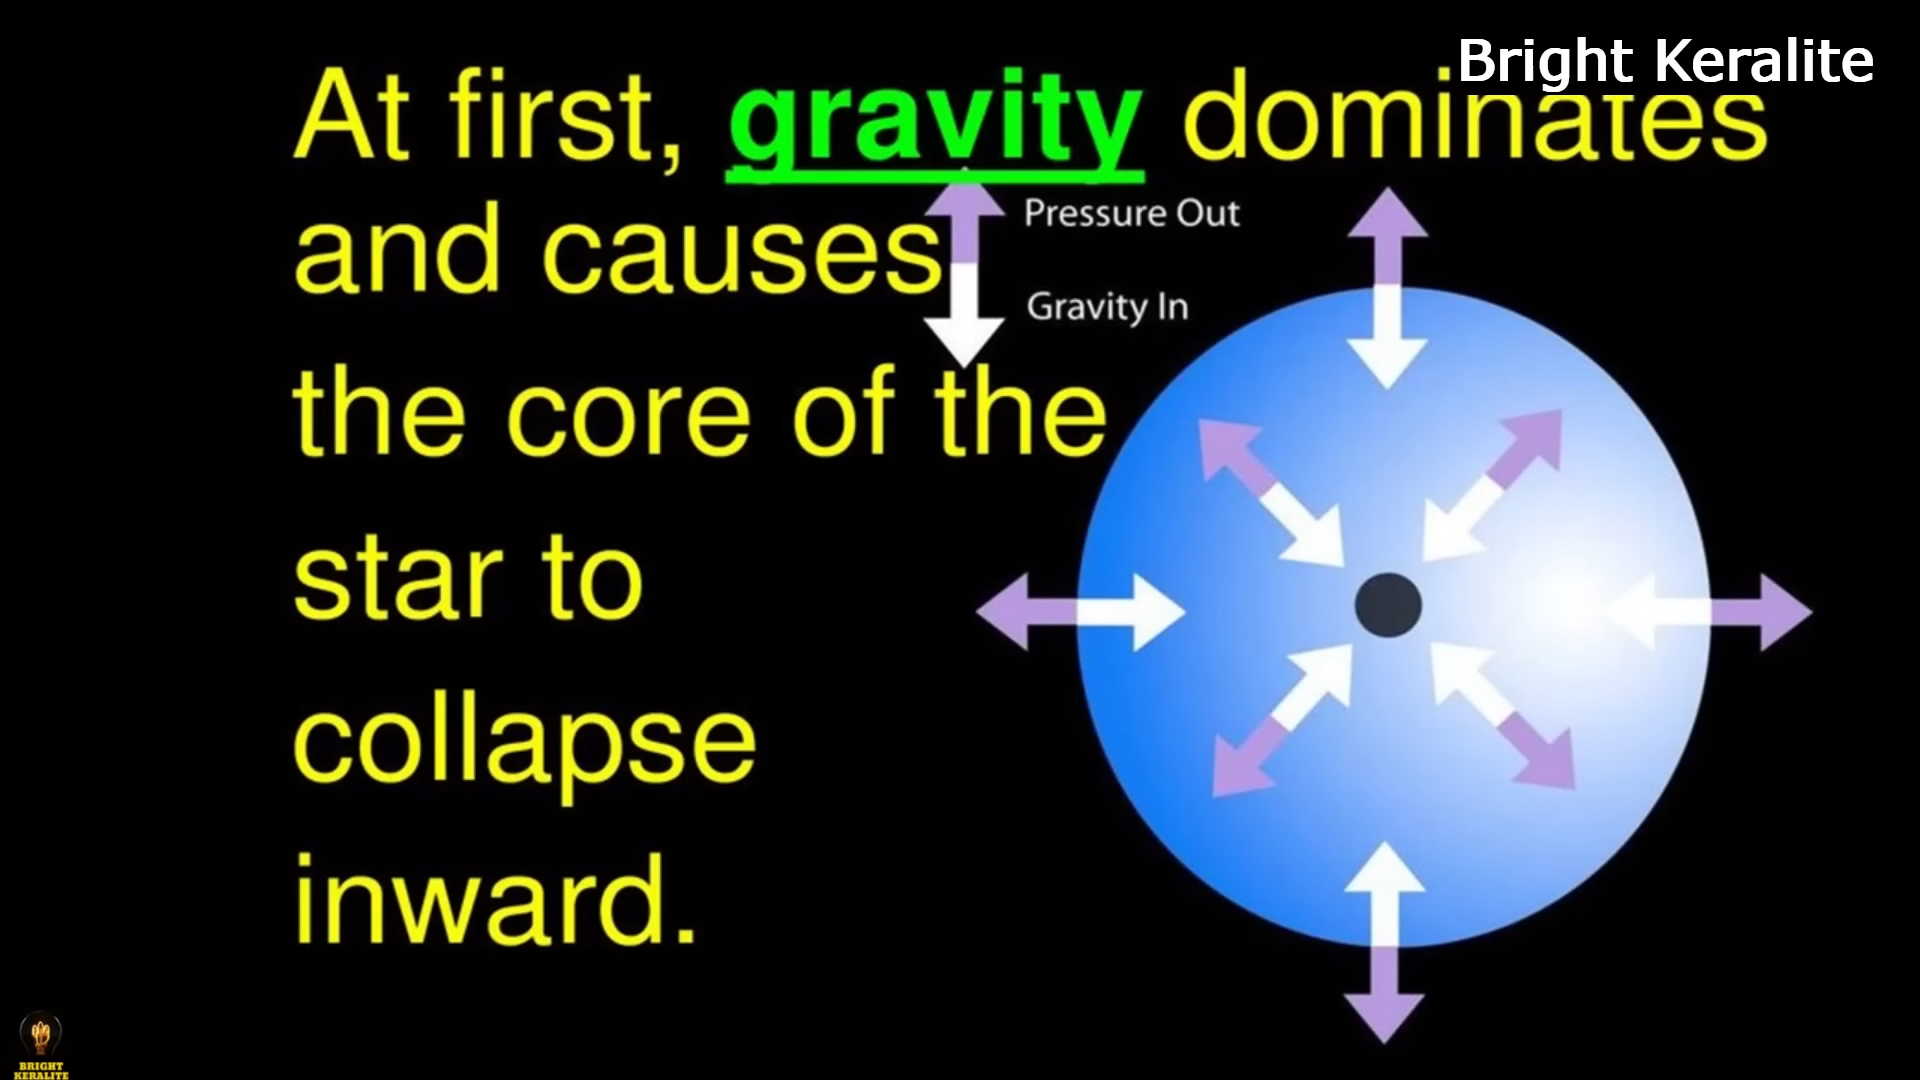 Bright Keralite
At first, gravity dominates
and causes
Pressure Out
Gravity In
the core of the
star to
collapse
inward.
BRIGHT
KERALITE